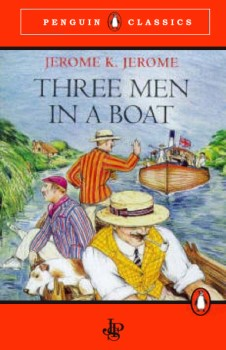 PENGUIN CLASSICS
JEROME K. JEROME
THREE MEN
IN A BOAT